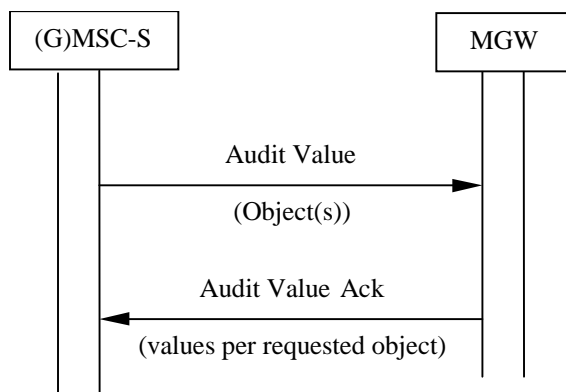 (G)MSC-S
MGW
Audit Value
(Object(s))
Audit Value Ack
(values per requested object)